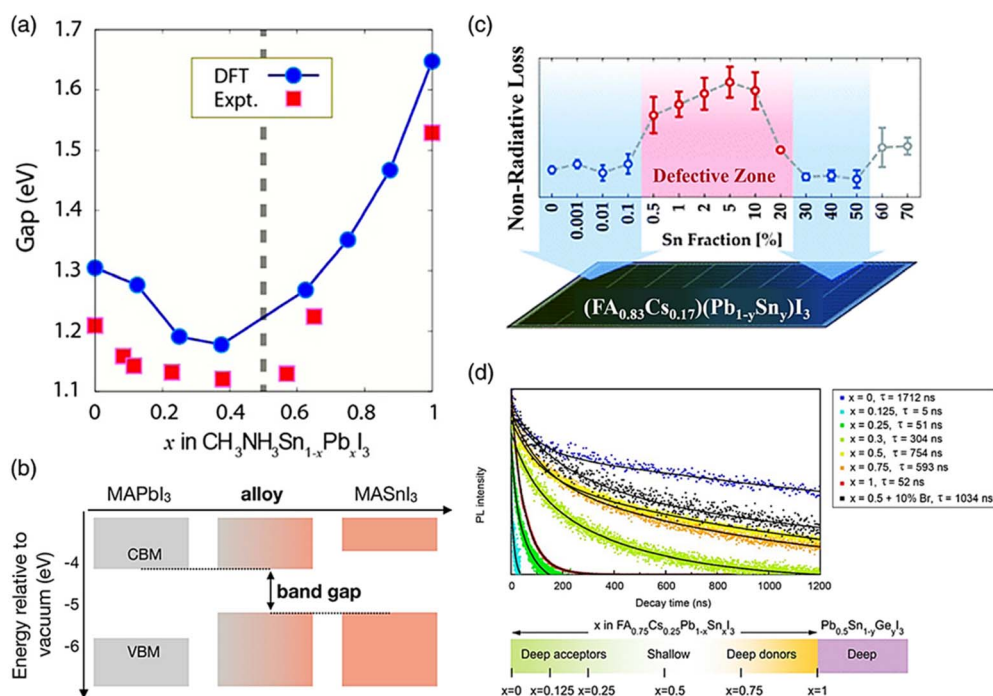 (a)
1.7
1.6
1.5
1.4
1.3
1.2
1.1
Gap (eV)
DFT
Expt.
0 0.2 0.4 0.6 0.8 1
x in CH₃NH₃Sn₁₋ₓPbₓI₃
(b)
MAPbI₃ alloy MASnI₃
Energy relative to
vacuum (eV)
-4
-5
-6
CBM
band gap
VBM
(c)
Non-Radiative Loss
Defective Zone
0 0.001 0.01 0.1 0.5 1 2 5 10 20 30 40 50 60 70
Sn Fraction [%]
(FA₀.₈₃Cs₀.₁₇)(Pb₁₋ᵧSnᵧ)I₃
(d)
PL intensity
x = 0, τ = 1712 ns
x = 0.125, τ = 5 ns
x = 0.25, τ = 51 ns
x = 0.3, τ = 304 ns
x = 0.5, τ = 754 ns
x = 0.75, τ = 593 ns
x = 1, τ = 52 ns
x = 0.5 + 10% Br, τ = 1034 ns
0 200 400 600 800 1000 1200
Decay time (ns)
x in FA₀.₇₅Cs₀.₂₅Pb₁₋ₓSnₓI₃ Pb₀.₅Sn₁₋ᵧGeᵧI₃
Deep acceptors Shallow Deep donors Deep
x=0 x=0.125 x=0.25 x=0.5 x=0.75 x=1